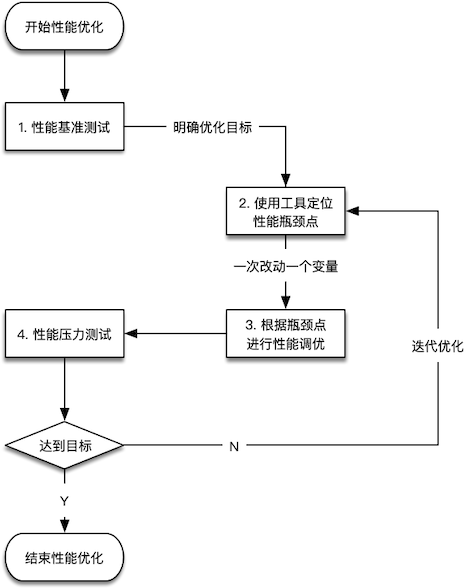 开始性能优化
1. 性能基准测试
明确优化目标
2. 使用工具定位
性能瓶颈点
一次改动一个变量
3. 根据瓶颈点
进行性能调优
4. 性能压力测试
迭代优化
达到目标
N
Y
结束性能优化